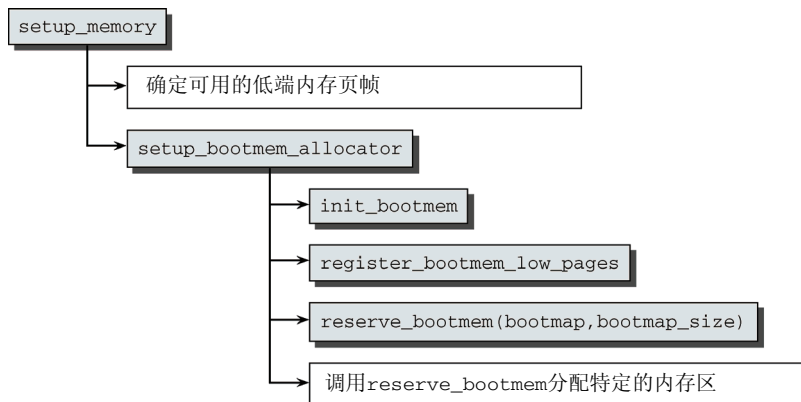 setup_memory
确定可用的低端内存页帧
setup_bootmem_allocator
init_bootmem
register_bootmem_low_pages
reserve_bootmem(bootmap,bootmap_size)
调用reserve_bootmem分配特定的内存区